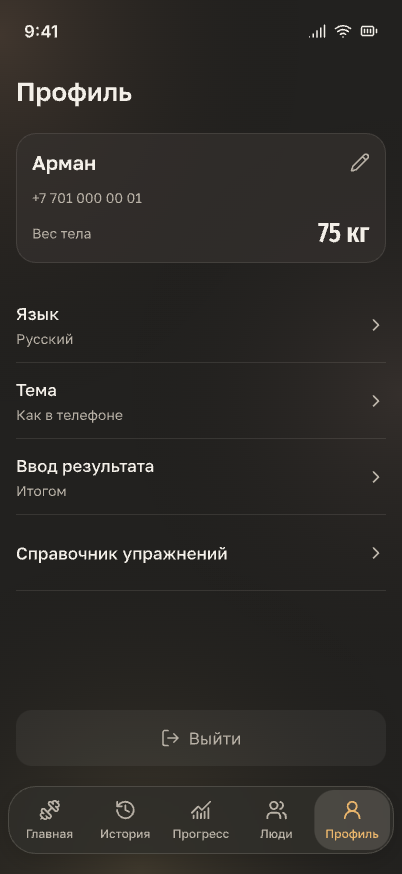 9:41
Профиль
Арман
+7 701 000 00 01
Вес тела 75 кг
Язык
Русский
Тема
Как в телефоне
Ввод результата
Итогом
Справочник упражнений
Выйти
Главная История Прогресс Люди Профиль